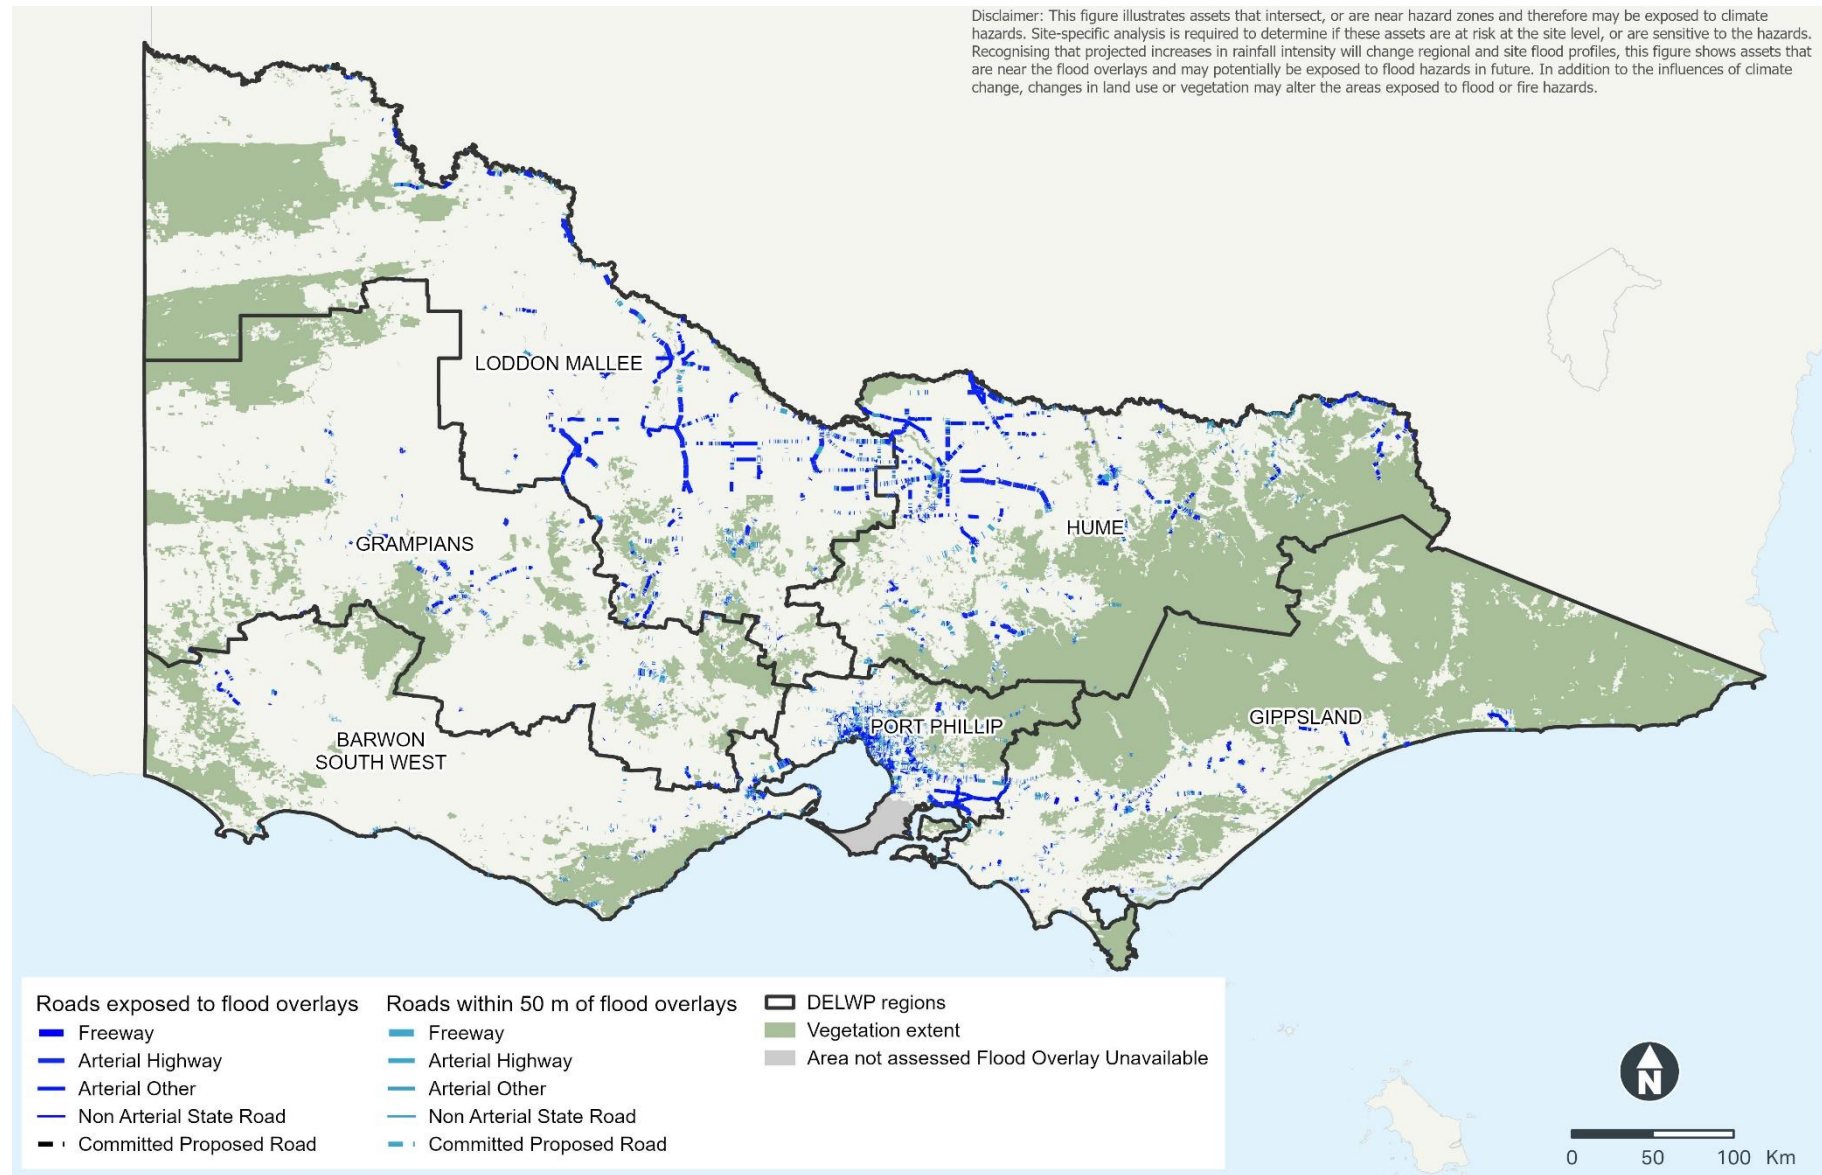 Disclaimer: This figure illustrates assets that intersect, or are near hazard zones and therefore may be exposed to climate
hazards. Site-specific analysis is required to determine if these assets are at risk at the site level, or are sensitive to the hazards.
Recognising that projected increases in rainfall intensity will change regional and site flood profiles, this figure shows assets that
are near the flood overlays and may potentially be exposed to flood hazards in future. In addition to the influences of climate
change, changes in land use or vegetation may alter the areas exposed to flood or fire hazards.
LODDON MALLEE
HUME
GRAMPIANS
GIPPSLAND
PORT PHILLIP
BARWON
SOUTH WEST
Roads exposed to flood overlays
Freeway
Arterial Highway
Arterial Other
Non Arterial State Road
Committed Proposed Road
Roads within 50 m of flood overlays
Freeway
Arterial Highway
Arterial Other
Non Arterial State Road
Committed Proposed Road
DELWP regions
Vegetation extent
Area not assessed Flood Overlay Unavailable
N
0 50 100 Km